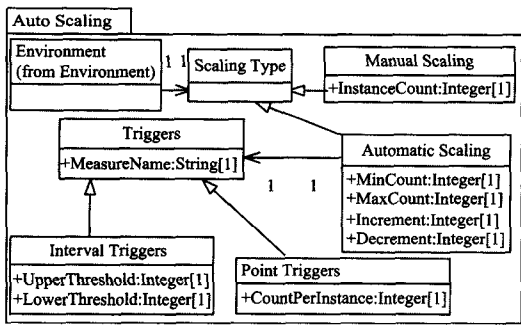 Auto Scaling
Environment
(from Environment)
1 1
Scaling Type
Manual Scaling
+InstanceCount:Integer[1]
Triggers
+MeasureName:String[1]
1 1
Automatic Scaling
+MinCount:Integer[1]
+MaxCount:Integer[1]
+Increment:Integer[1]
+Decrement:Integer[1]
Interval Triggers
+UpperThreshold:Integer[1]
+LowerThreshold:Integer[1]
Point Triggers
+CountPerInstance:Integer[1]